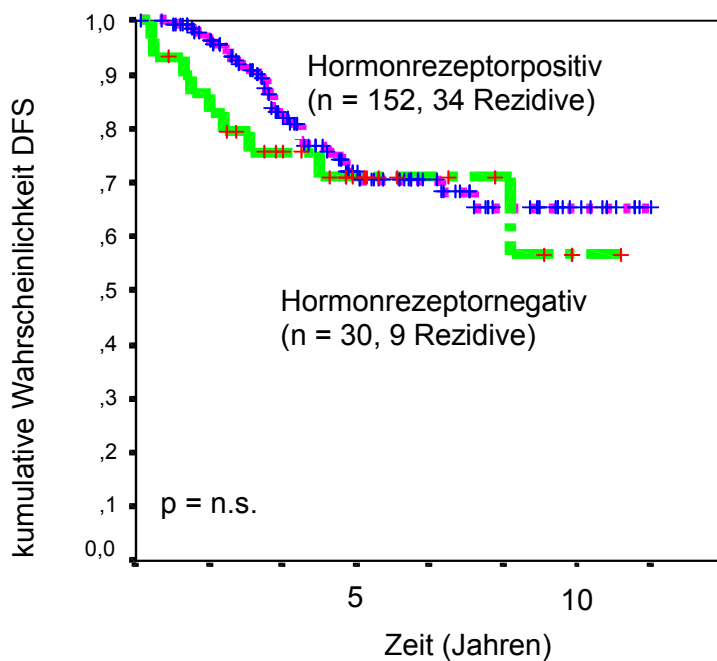 kumulative Wahrscheinlichkeit DFS
1,0
,9
,8
,7
,6
,5
,4
,3
,2
,1
0,0
Hormonrezeptorpositiv
(n = 152, 34 Rezidive)
Hormonrezeptornegativ
(n = 30, 9 Rezidive)
p = n.s.
5
10
Zeit (Jahren)